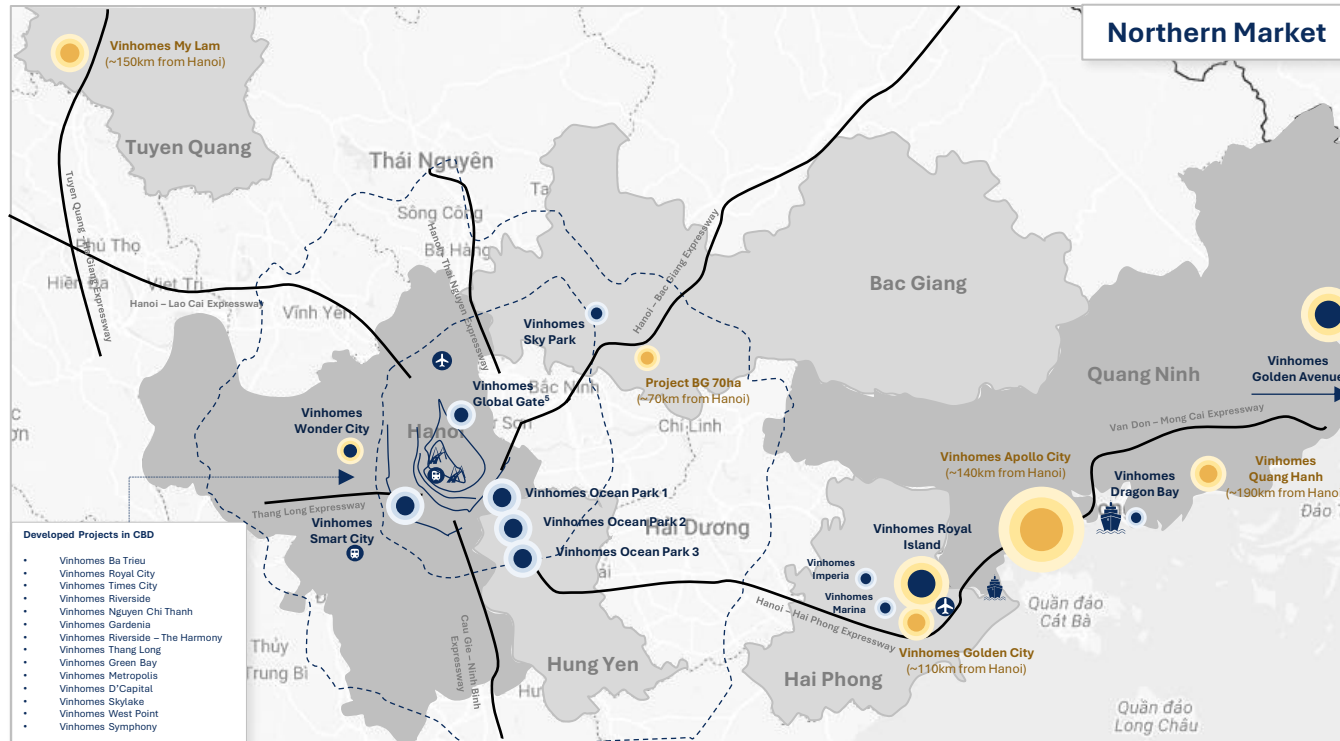 Northern Market
Vinhomes My Lam
(~150km from Hanoi)
Tuyen Quang
Thái Nguyên
Sông Công
Bá Hàng
Phú Thọ
Việt Trì
Hanoi – Lao Cai Expressway
Vĩnh Yên
Hanoi – Thai Nguyen Expressway
Hanoi – Bac Giang Expressway
Bac Giang
Vinhomes
Sky Park
Bắc Ninh
Project BG 70ha
(~70km from Hanoi)
Chí Linh
Quang Ninh
Vinhomes
Golden Avenue
Van Don – Mong Cai Expressway
Vinhomes
Global Gate⁵
Hanoi
Vinhomes
Wonder City
Vinhomes Apollo City
(~140km from Hanoi)
Vinhomes
Dragon Bay
Vinhomes
Quang Hanh
(~190km from Hano
Thang Long Expressway
Vinhomes
Smart City
Vinhomes Ocean Park 1
Vinhomes Ocean Park 2
Vinhomes Ocean Park 3
Hải Dương
Vinhomes Royal
Island
Vinhomes
Imperia
Vinhomes
Marina
Hanoi – Hai Phong Expressway
Vinhomes Golden City
(~110km from Hanoi)
Quần đảo
Cát Bà
Quần đảo
Long Châu
Hai Phong
Hung Yen
Cau Gie – Ninh Binh
Expressway
Developed Projects in CBD
• Vinhomes Ba Trieu
• Vinhomes Royal City
• Vinhomes Times City
• Vinhomes Riverside
• Vinhomes Nguyen Chi Thanh
• Vinhomes Gardenia
• Vinhomes Riverside – The Harmony
• Vinhomes Thang Long
• Vinhomes Green Bay
• Vinhomes Metropolis
• Vinhomes D'Capital
• Vinhomes Skylake
• Vinhomes West Point
• Vinhomes Symphony